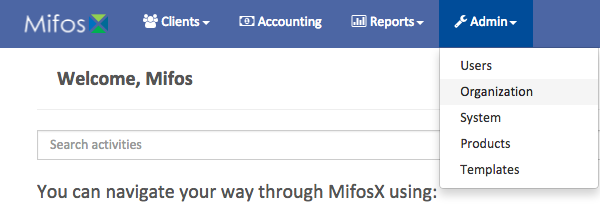 Mifos Clients Accounting Reports Admin
Users
Welcome, Mifos
Organization
System
Search activities
Products
Templates
You can navigate your way through MifosX using: